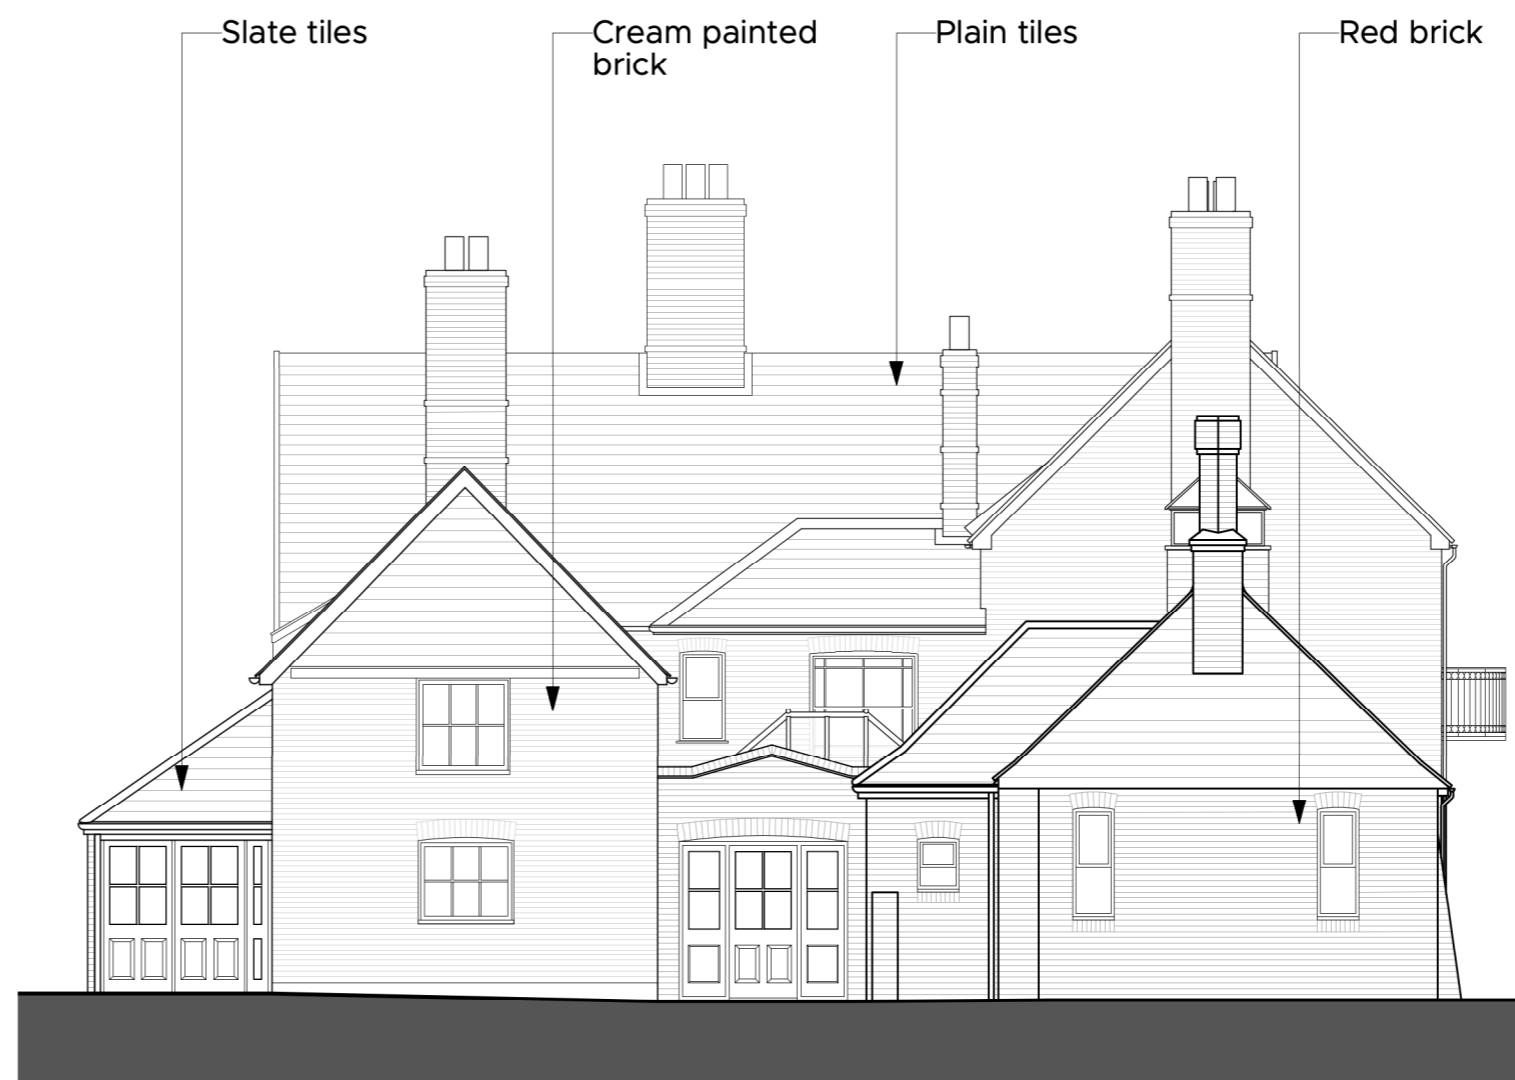 Slate tiles
Cream painted
brick
Plain tiles
Red brick